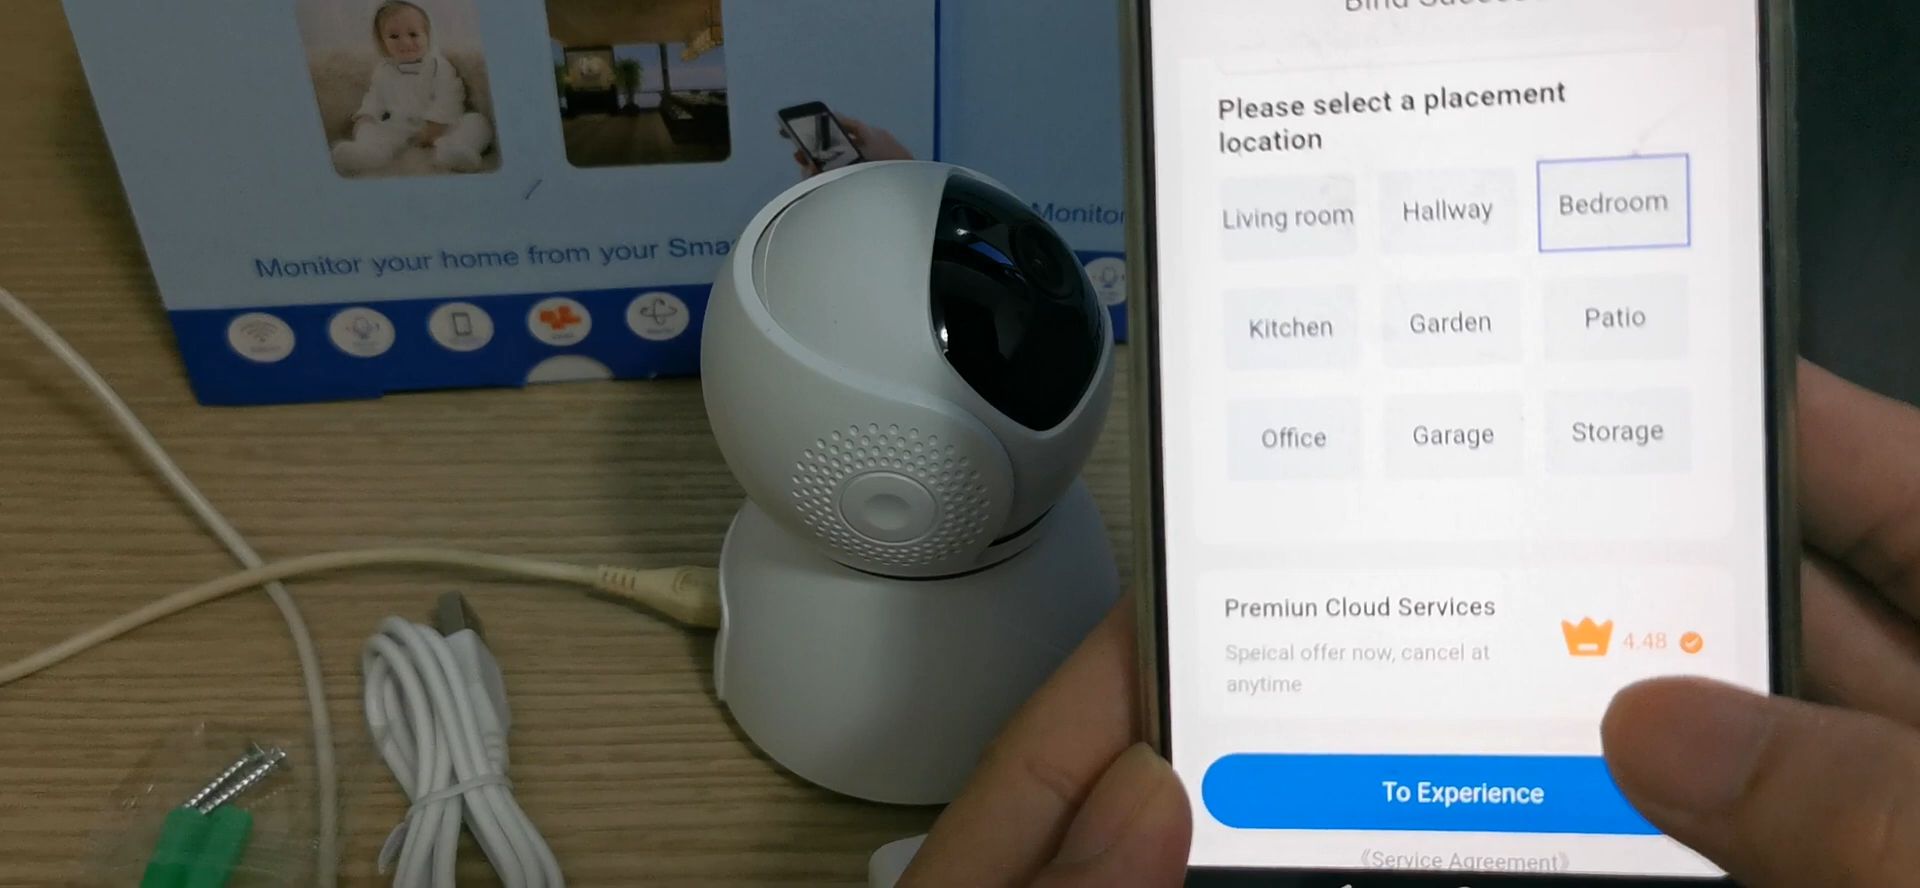 Monitor your home from your Sma
Monitor
Please select a placement
location
Living room
Hallway
Bedroom
Kitchen
Garden
Patio
Office
Garage
Storage
Premiun Cloud Services
Speical offer now, cancel at
anytime
4.48
To Experience
《Service Agreement》